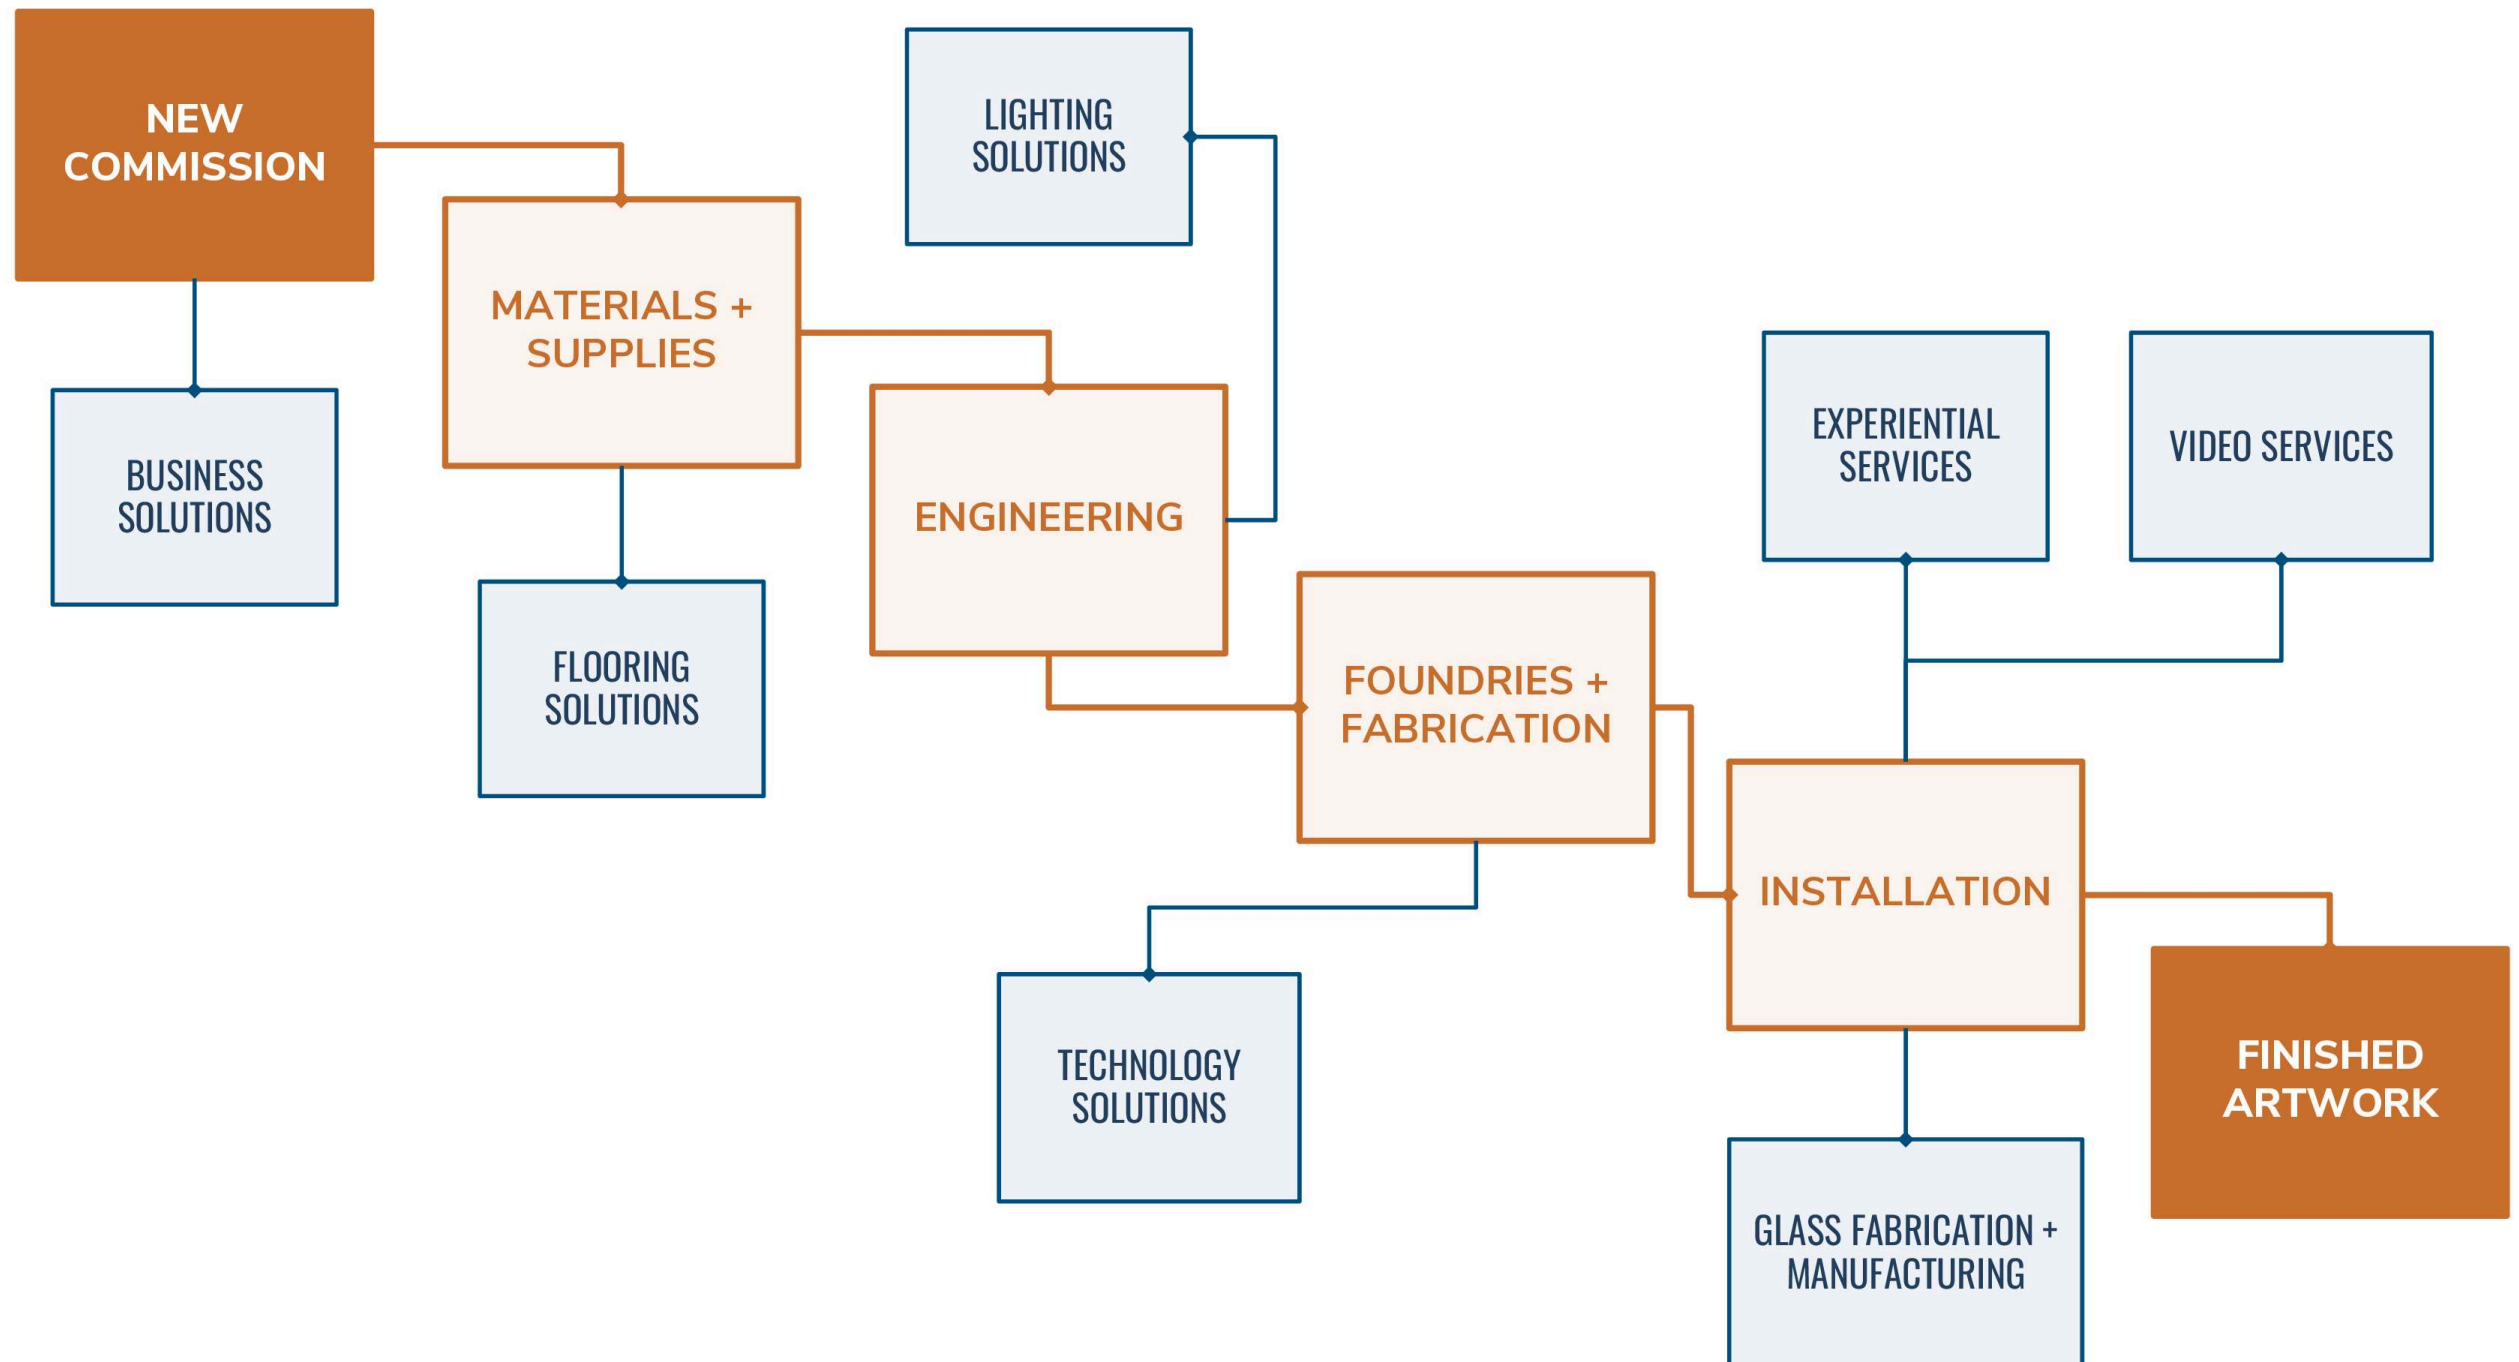 NEW
COMMISSION
LIGHTING
SOLUTIONS
MATERIALS +
SUPPLIES
EXPERIENTIAL
SERVICES
VIDEO SERVICES
BUSINESS
SOLUTIONS
ENGINEERING
FLOORING
SOLUTIONS
FOUNDRIES +
FABRICATION
INSTALLATION
TECHNOLOGY
SOLUTIONS
FINISHED
ARTWORK
GLASS FABRICATION +
MANUFACTURING